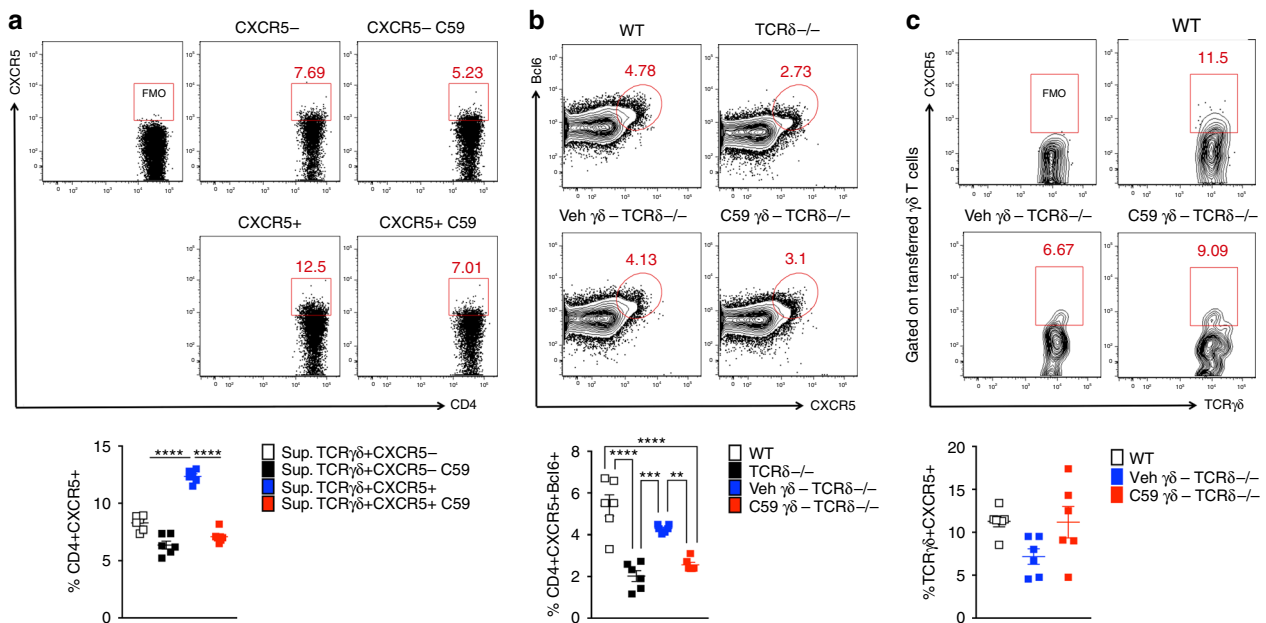 a
CXCR5
CXCR5–
CXCR5– C59
FMO
7.69
5.23
CXCR5+
CXCR5+ C59
12.5
7.01
CD4
% CD4+CXCR5+
15
10
5
0
****
****
Sup. TCRγδ+CXCR5–
Sup. TCRγδ+CXCR5– C59
Sup. TCRγδ+CXCR5+
Sup. TCRγδ+CXCR5+ C59
b
Bcl6
WT
TCRδ–/–
4.78
2.73
Veh γδ – TCRδ–/–
C59 γδ – TCRδ–/–
4.13
3.1
CXCR5
% CD4+CXCR5+Bcl6+
8
6
4
2
0
****
****
***
**
WT
TCRδ–/–
Veh γδ – TCRδ–/–
C59 γδ – TCRδ–/–
c
CXCR5
Gated on transferred γδ T cells
WT
FMO
11.5
Veh γδ – TCRδ–/–
C59 γδ – TCRδ–/–
6.67
9.09
TCRγδ
%TCRγδ+CXCR5+
20
15
10
5
0
WT
Veh γδ – TCRδ–/–
C59 γδ – TCRδ–/–